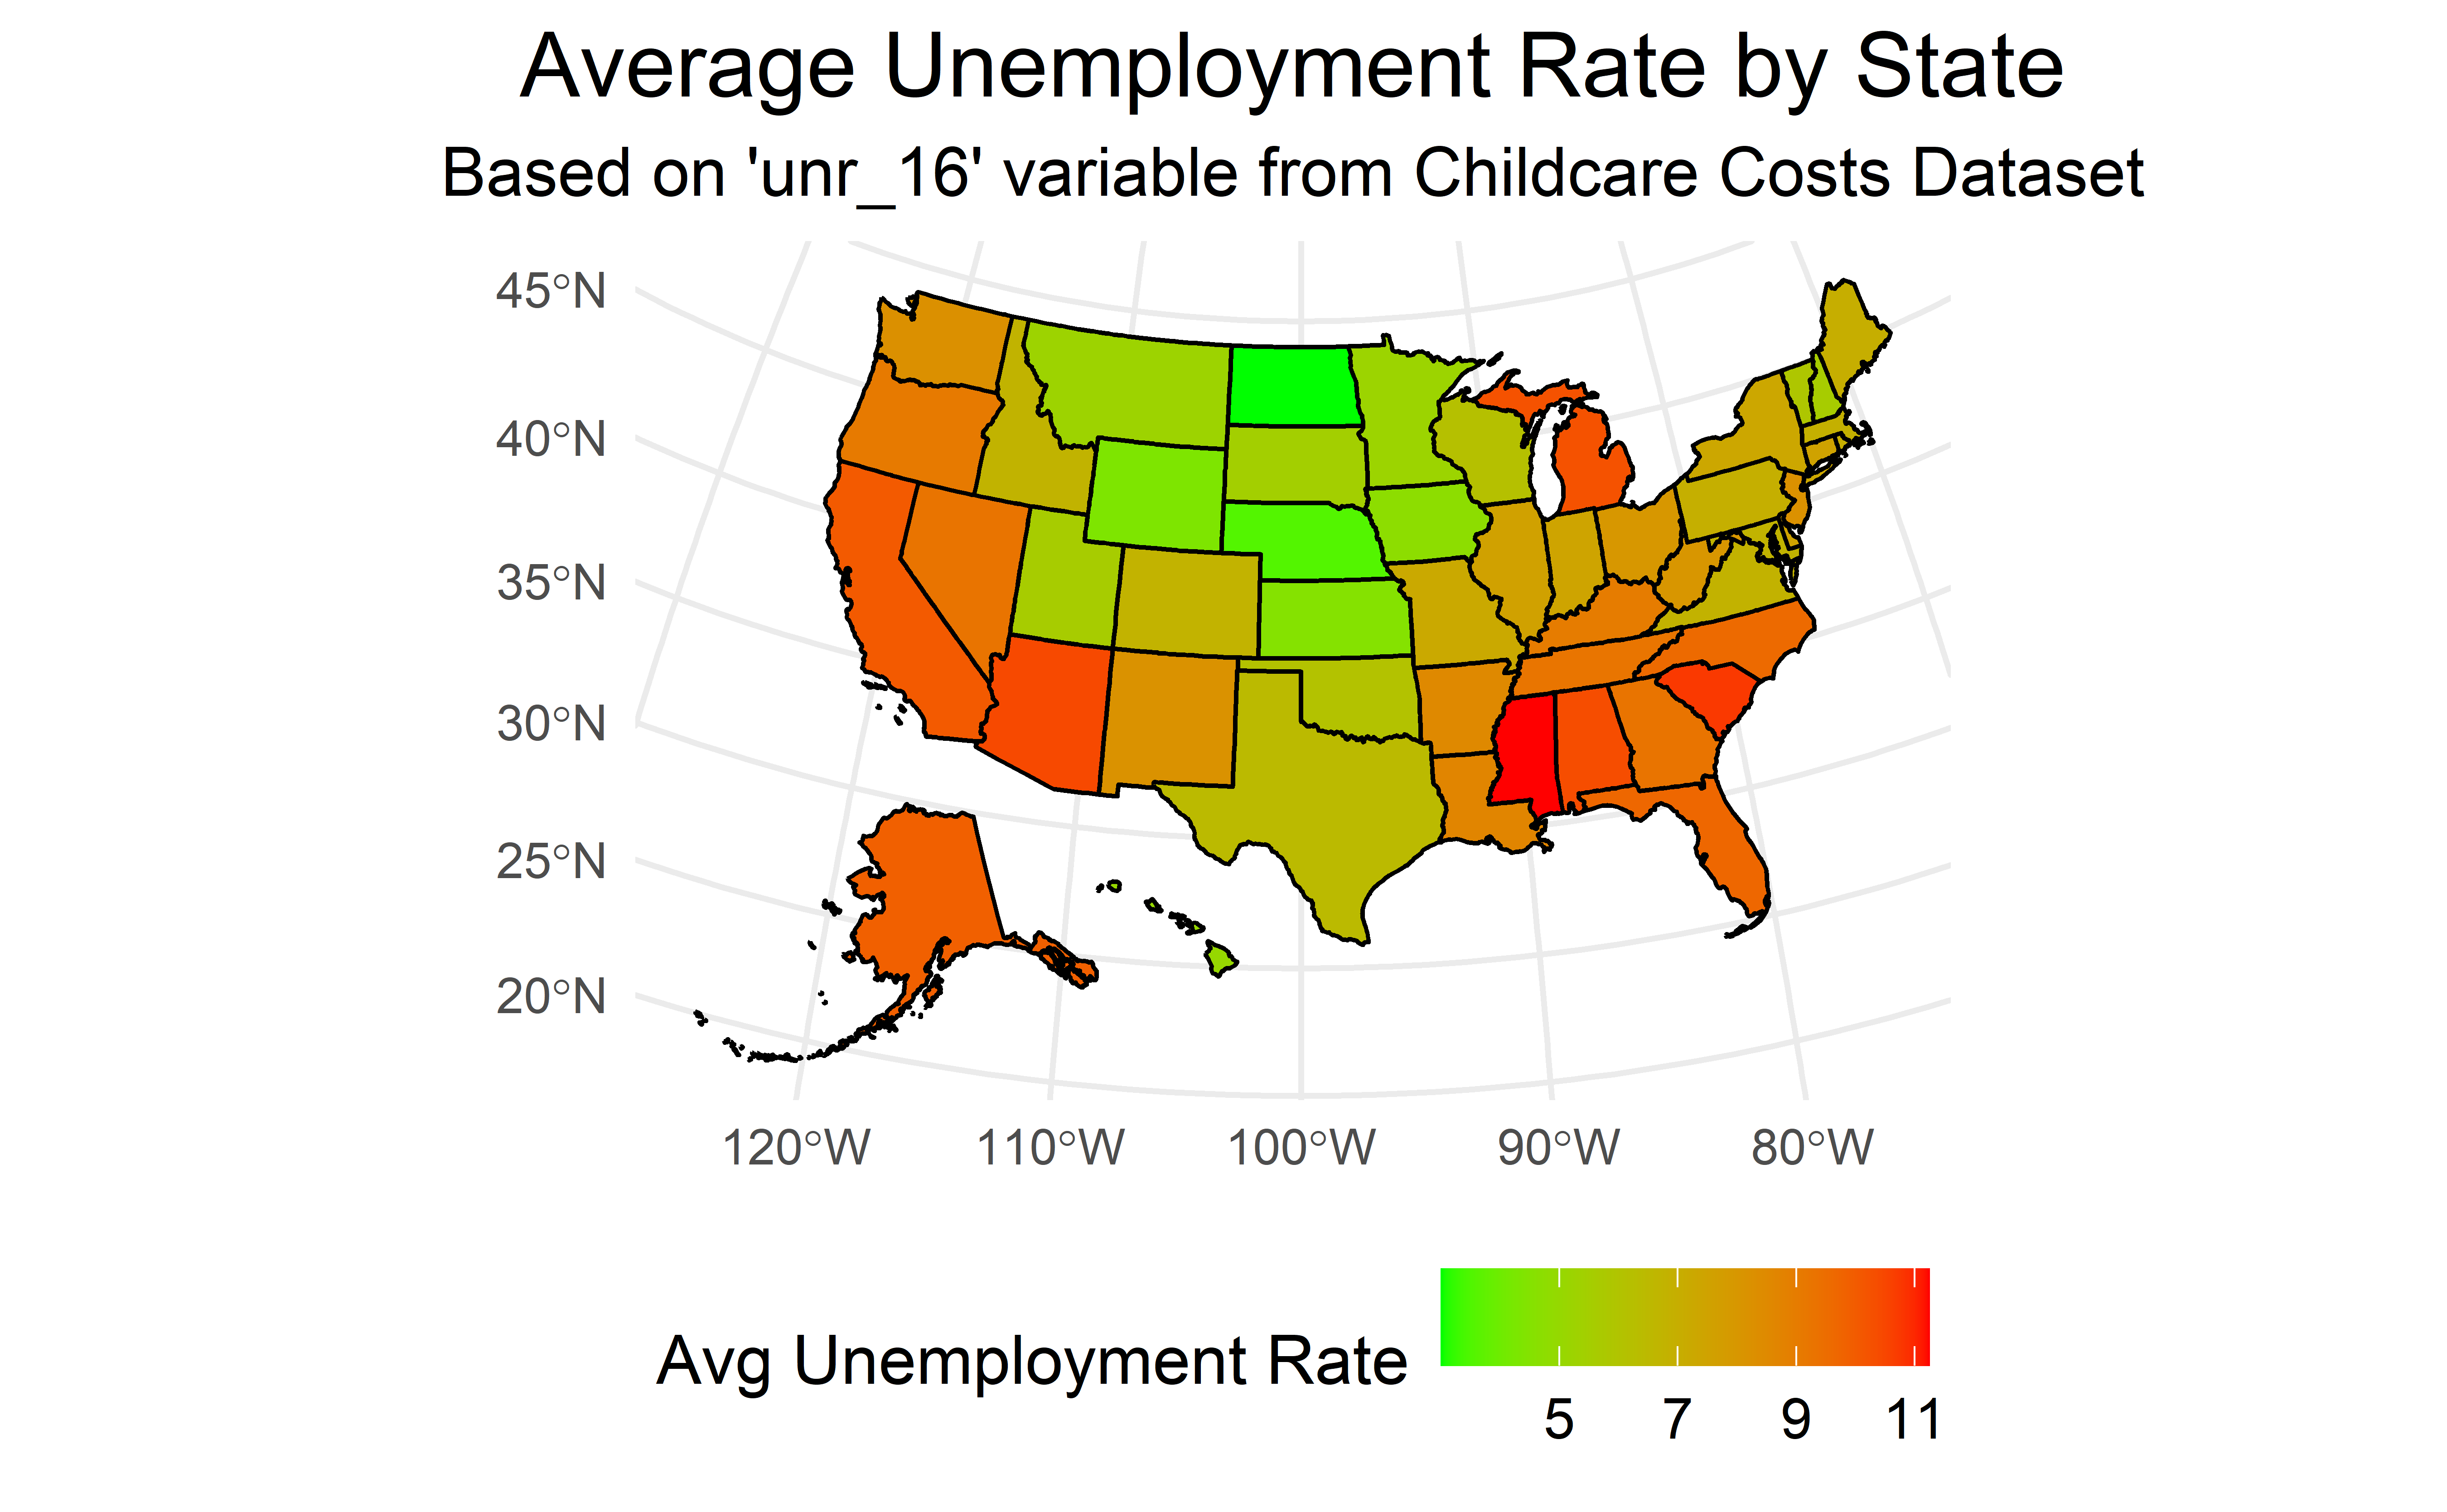 Average Unemployment Rate by State
Based on 'unr_16' variable from Childcare Costs Dataset
45°N
40°N
35°N
30°N
25°N
20°N
120°W 110°W 100°W 90°W 80°W
Avg Unemployment Rate
5 7 9 11